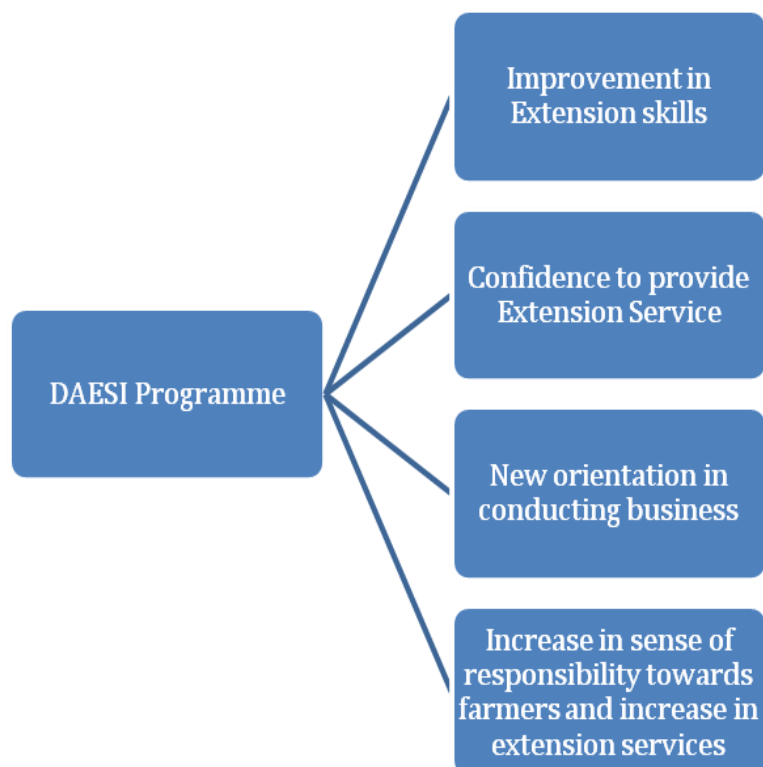 Improvement in
Extension skills
Confidence to provide
Extension Service
DAESI Programme
New orientation in
conducting business
Increase in sense of
responsibility towards
farmers and increase in
extension services